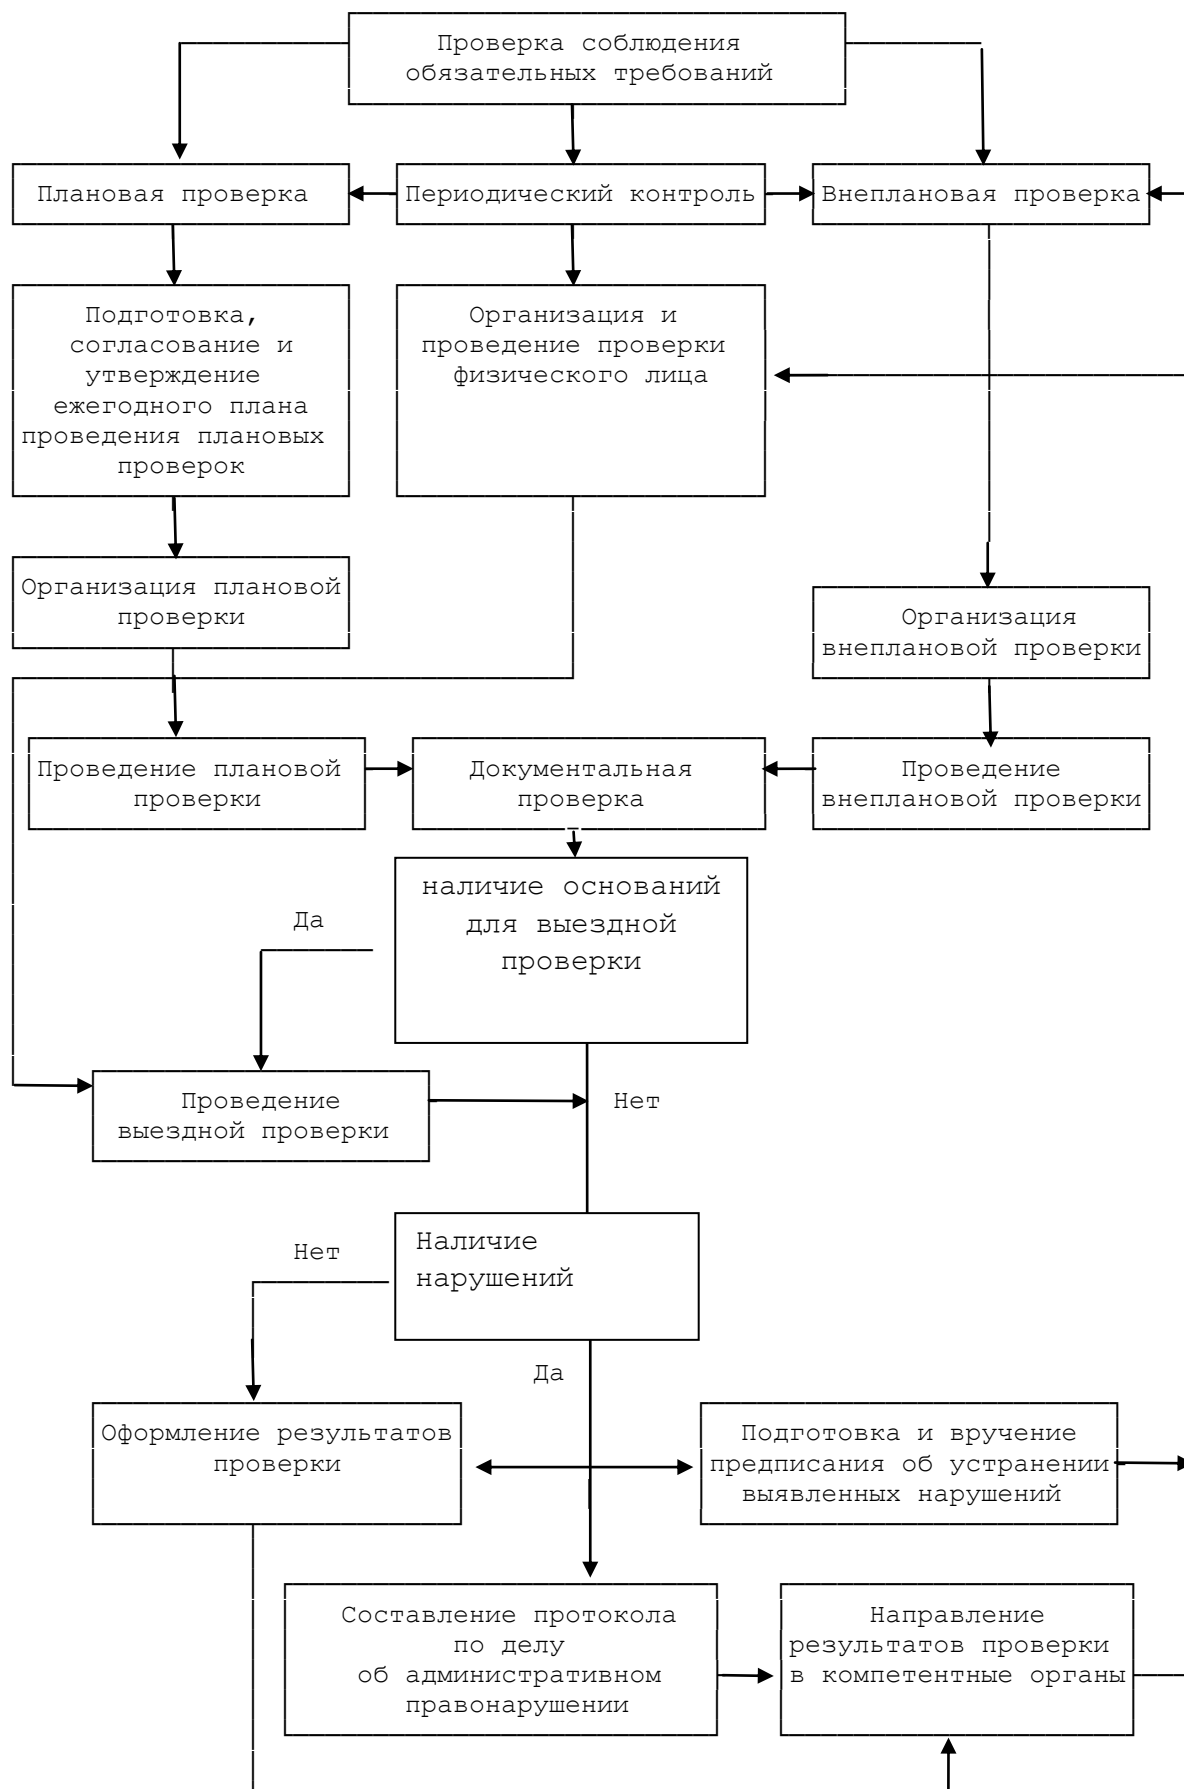 Проверка соблюдения
обязательных требований
Плановая проверка
Периодический контроль
Внеплановая проверка
Подготовка,
согласование и
утверждение
ежегодного плана
проведения плановых
проверок
Организация и
проведение проверки
физического лица
Организация плановой
проверки
Организация
внеплановой проверки
Проведение плановой
проверки
Документальная
проверка
Проведение
внеплановой проверки
наличие оснований
для выездной
проверки
Да
Проведение
выездной проверки
Нет
Наличие
нарушений
Нет
Да
Оформление результатов
проверки
Подготовка и вручение
предписания об устранении
выявленных нарушений
Составление протокола
по делу
об административном
правонарушении
Направление
результатов проверки
в компетентные органы